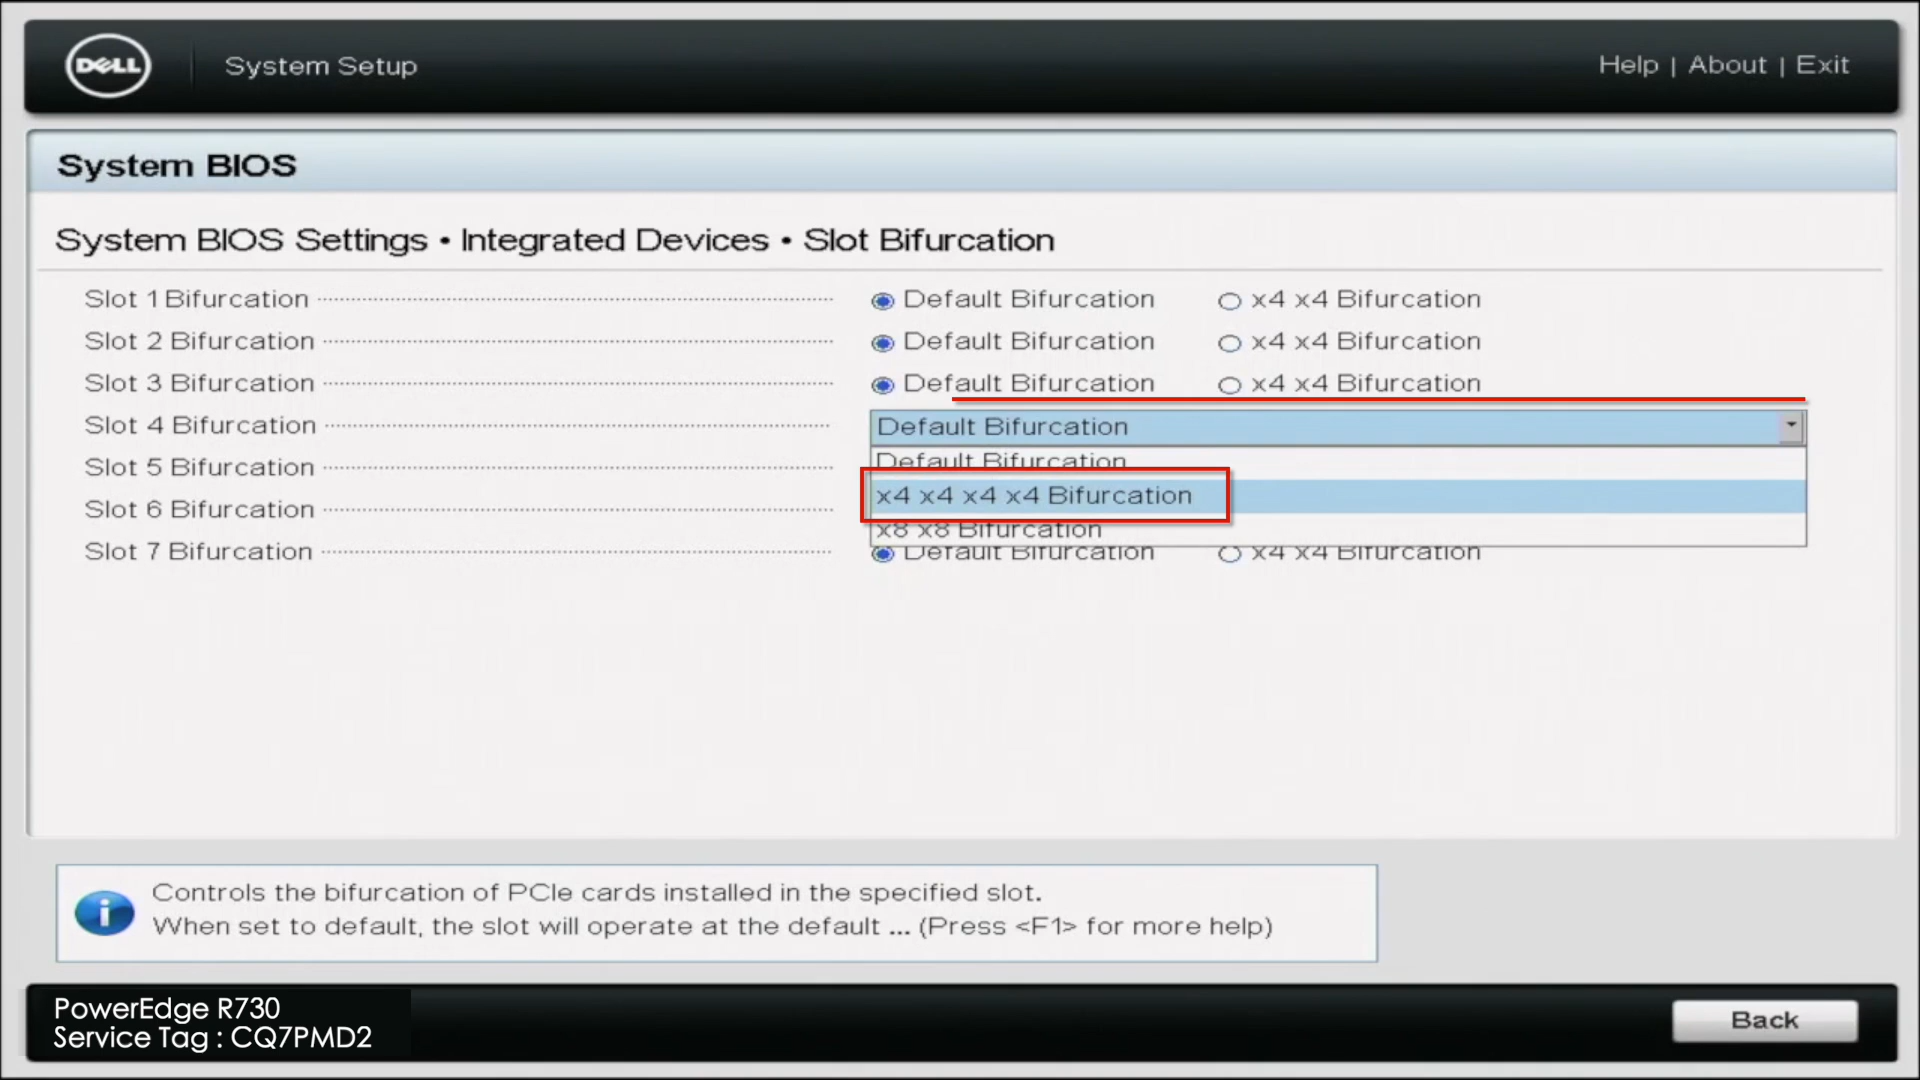 DELL System Setup Help | About | Exit
System BIOS
System BIOS Settings • Integrated Devices • Slot Bifurcation
Slot 1 Bifurcation Default Bifurcation x4 x4 Bifurcation
Slot 2 Bifurcation Default Bifurcation x4 x4 Bifurcation
Slot 3 Bifurcation Default Bifurcation x4 x4 Bifurcation
Slot 4 Bifurcation Default Bifurcation
Default Bifurcation
Slot 5 Bifurcation
x4 x4 x4 x4 Bifurcation
Slot 6 Bifurcation
x8 x8 Bifurcation
Slot 7 Bifurcation Default Bifurcation x4 x4 Bifurcation
Controls the bifurcation of PCIe cards installed in the specified slot.
When set to default, the slot will operate at the default ... (Press <F1> for more help)
PowerEdge R730
Service Tag : CQ7PMD2
Back